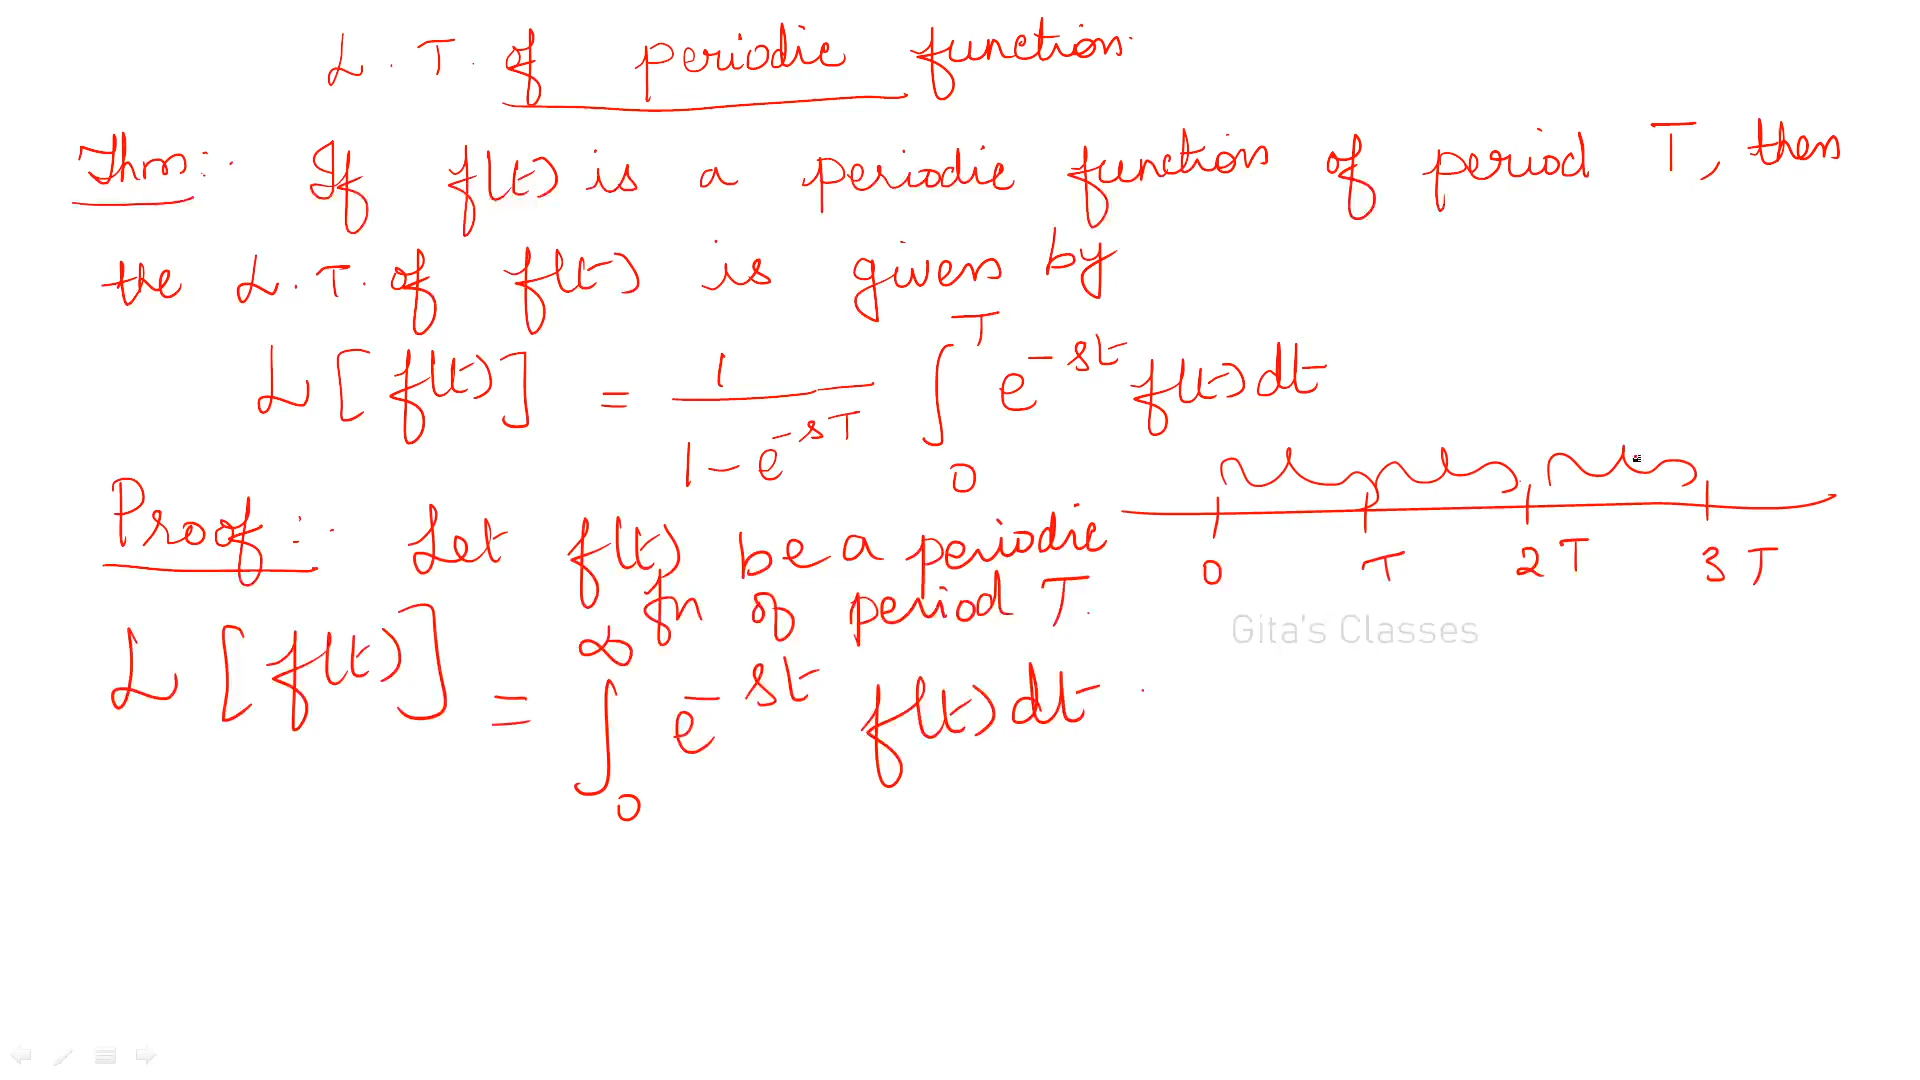 L.T. of periodic function.
Thm:- If f(t) is a periodic function of period T, then
the L.T. of f(t) is given by
L[f(t)] = 1/(1-e^{-sT}) ∫_0^T e^{-st} f(t) dt
Proof:- Let f(t) be a periodic
fn of period T.
0 T 2T 3T
Gita's Classes
L[f(t)] = ∫_0^∞ e^{-st} f(t) dt